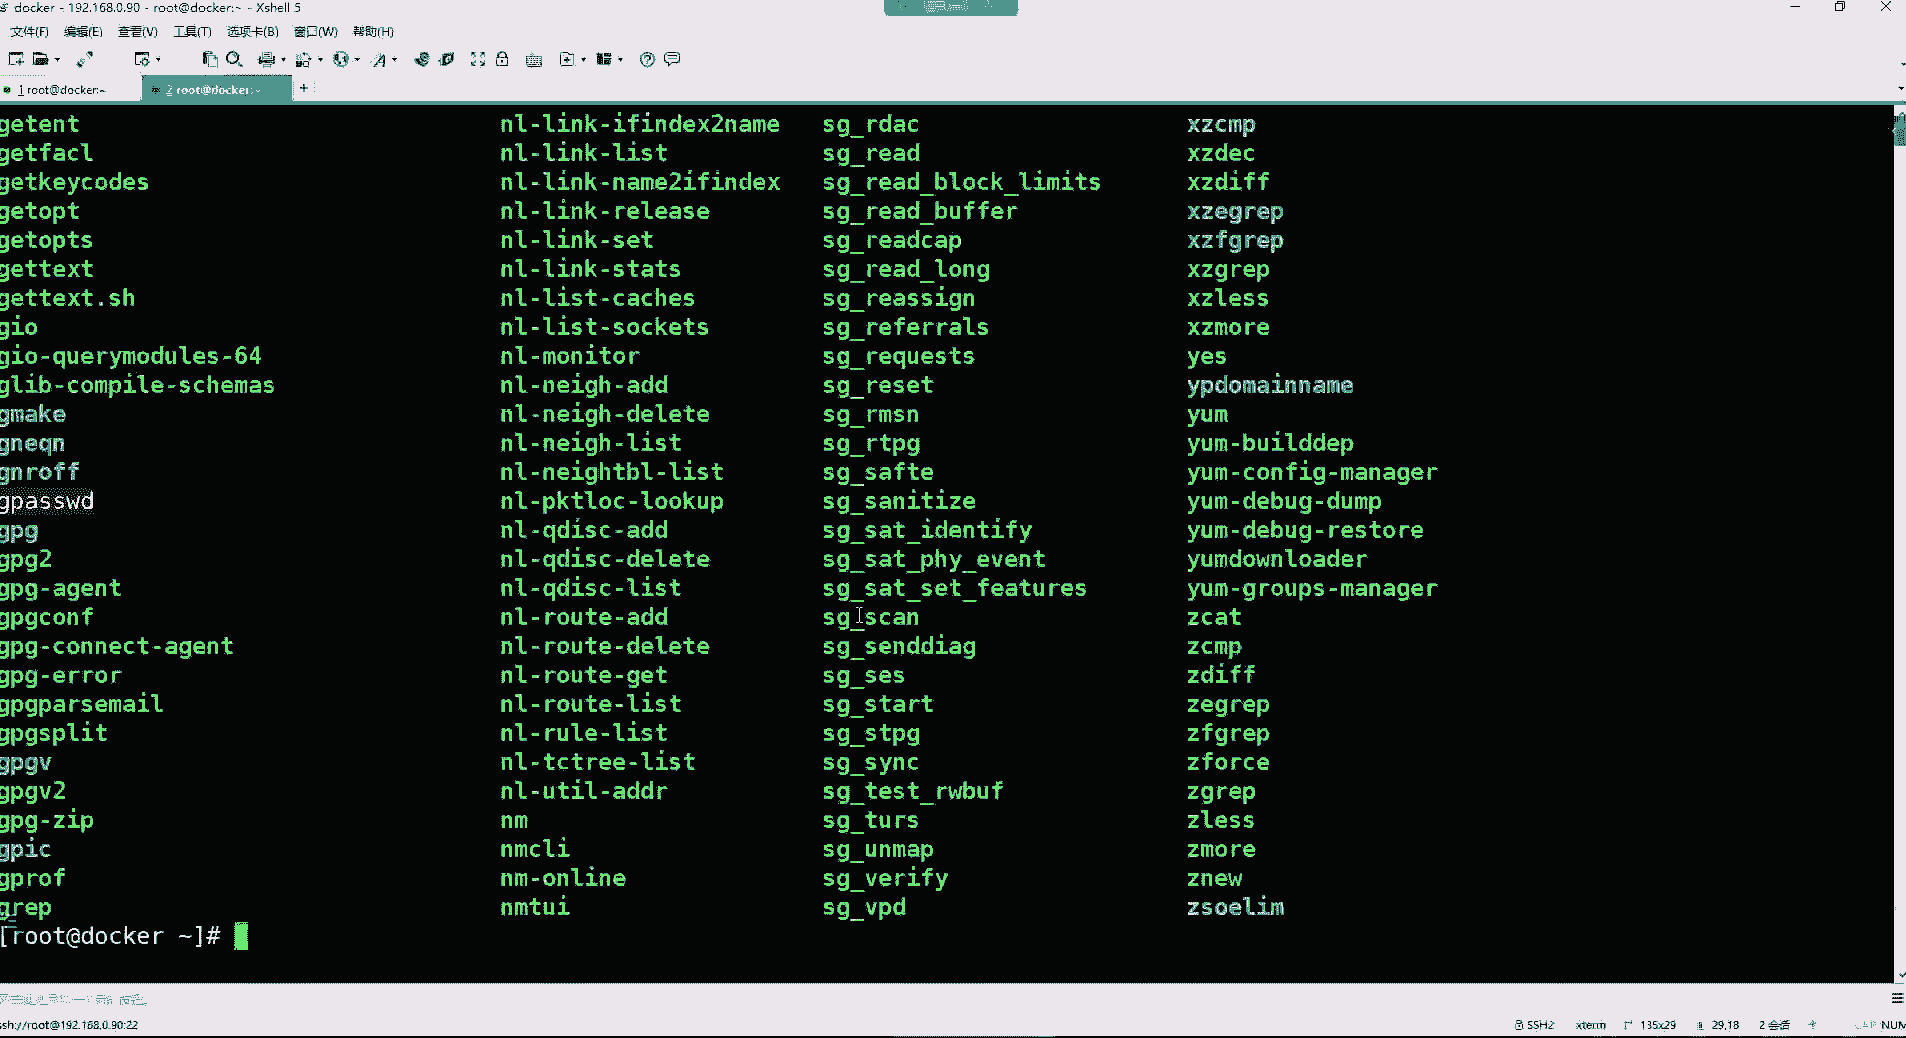 docker - 192.168.0.90 - root@docker:~ - Xshell 5
文件(F) 编辑(E) 查看(V) 工具(T) 选项卡(B) 窗口(W) 帮助(H)
1 root@docker:~ 2 root@docker:~ +
getent nl-link-ifindex2name sg_rdac xzcmp
getfacl nl-link-list sg_read xzdec
getkeycodes nl-link-name2ifindex sg_read_block_limits xzdiff
getopt nl-link-release sg_read_buffer xzegrep
getopts nl-link-set sg_readcap xzfgrep
gettext nl-link-stats sg_read_long xzgrep
gettext.sh nl-list-caches sg_reassign xzless
gio nl-list-sockets sg_referrals xzmore
gio-querymodules-64 nl-monitor sg_requests yes
glib-compile-schemas nl-neigh-add sg_reset ypdomainname
gmake nl-neigh-delete sg_rmsn yum
gneqn nl-neigh-list sg_rtpg yum-builddep
gnroff nl-neightbl-list sg_safte yum-config-manager
gpasswd nl-pktloc-lookup sg_sanitize yum-debug-dump
gpg nl-qdisc-add sg_sat_identify yum-debug-restore
gpg2 nl-qdisc-delete sg_sat_phy_event yumdownloader
gpg-agent nl-qdisc-list sg_sat_set_features yum-groups-manager
gpgconf nl-route-add sg_scan zcat
gpg-connect-agent nl-route-delete sg_senddiag zcmp
gpg-error nl-route-get sg_ses zdiff
gpgparsemail nl-route-list sg_start zegrep
gpgsplit nl-rule-list sg_stpg zfgrep
gpgv nl-tctree-list sg_sync zforce
gpgv2 nl-util-addr sg_test_rwbuf zgrep
gpg-zip nm sg_turs zless
gpic nmcli sg_unmap zmore
gprof nm-online sg_verify znew
grep nmtui sg_vpd zsoelim
[root@docker ~]#
ssh://root@192.168.0.90:22 SSH2 xterm 135x29 29,18 2 会话 NUM